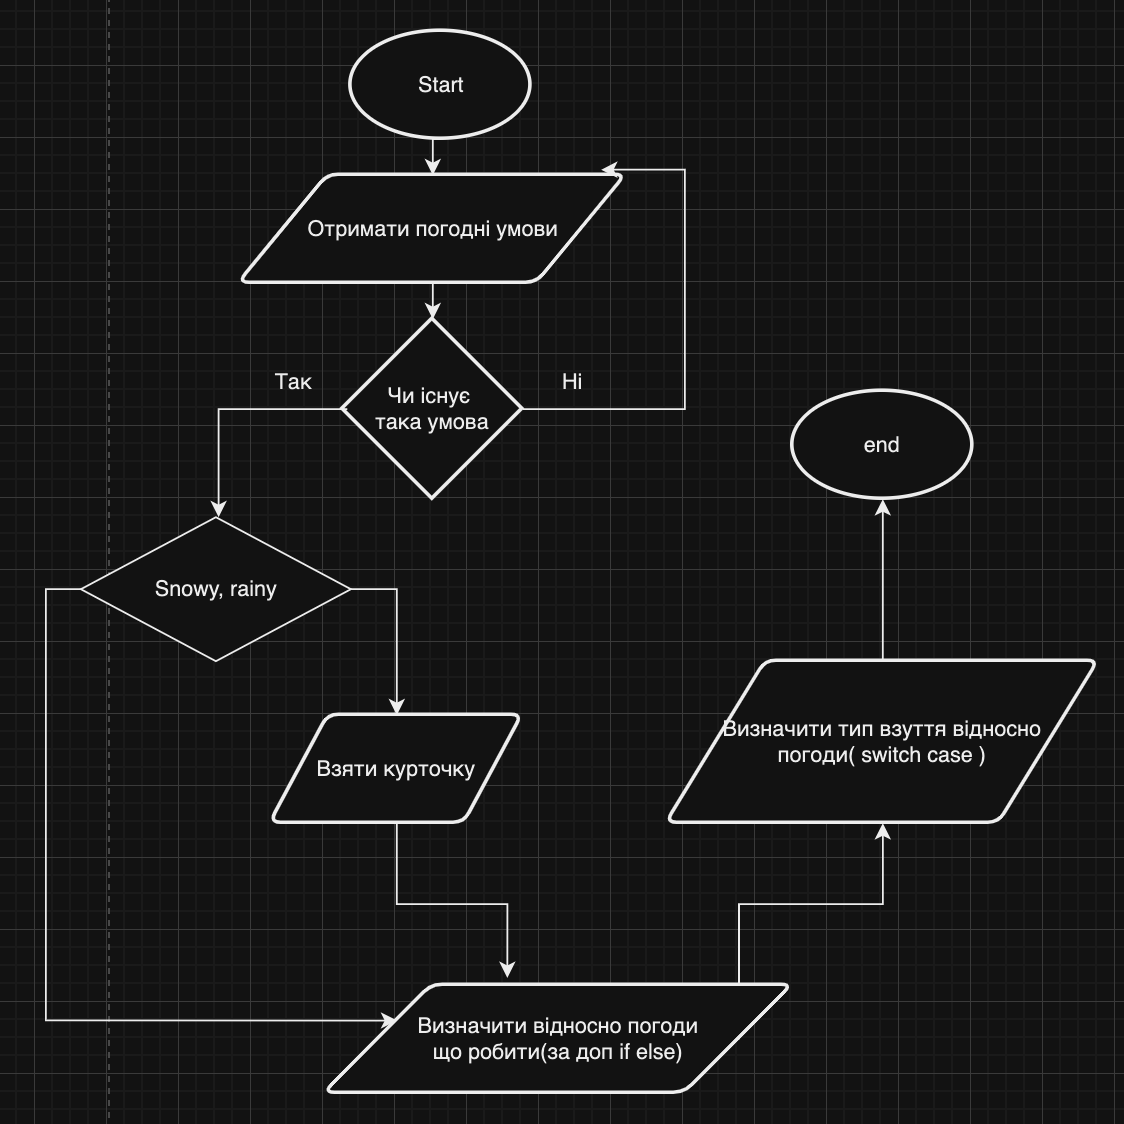 Start
Отримати погодні умови
Так
Ні
Чи існує
така умова
end
Snowy, rainy
Взяти курточку
Визначити тип взуття відносно
погоди( switch case )
Визначити відносно погоди
що робити(за доп if else)